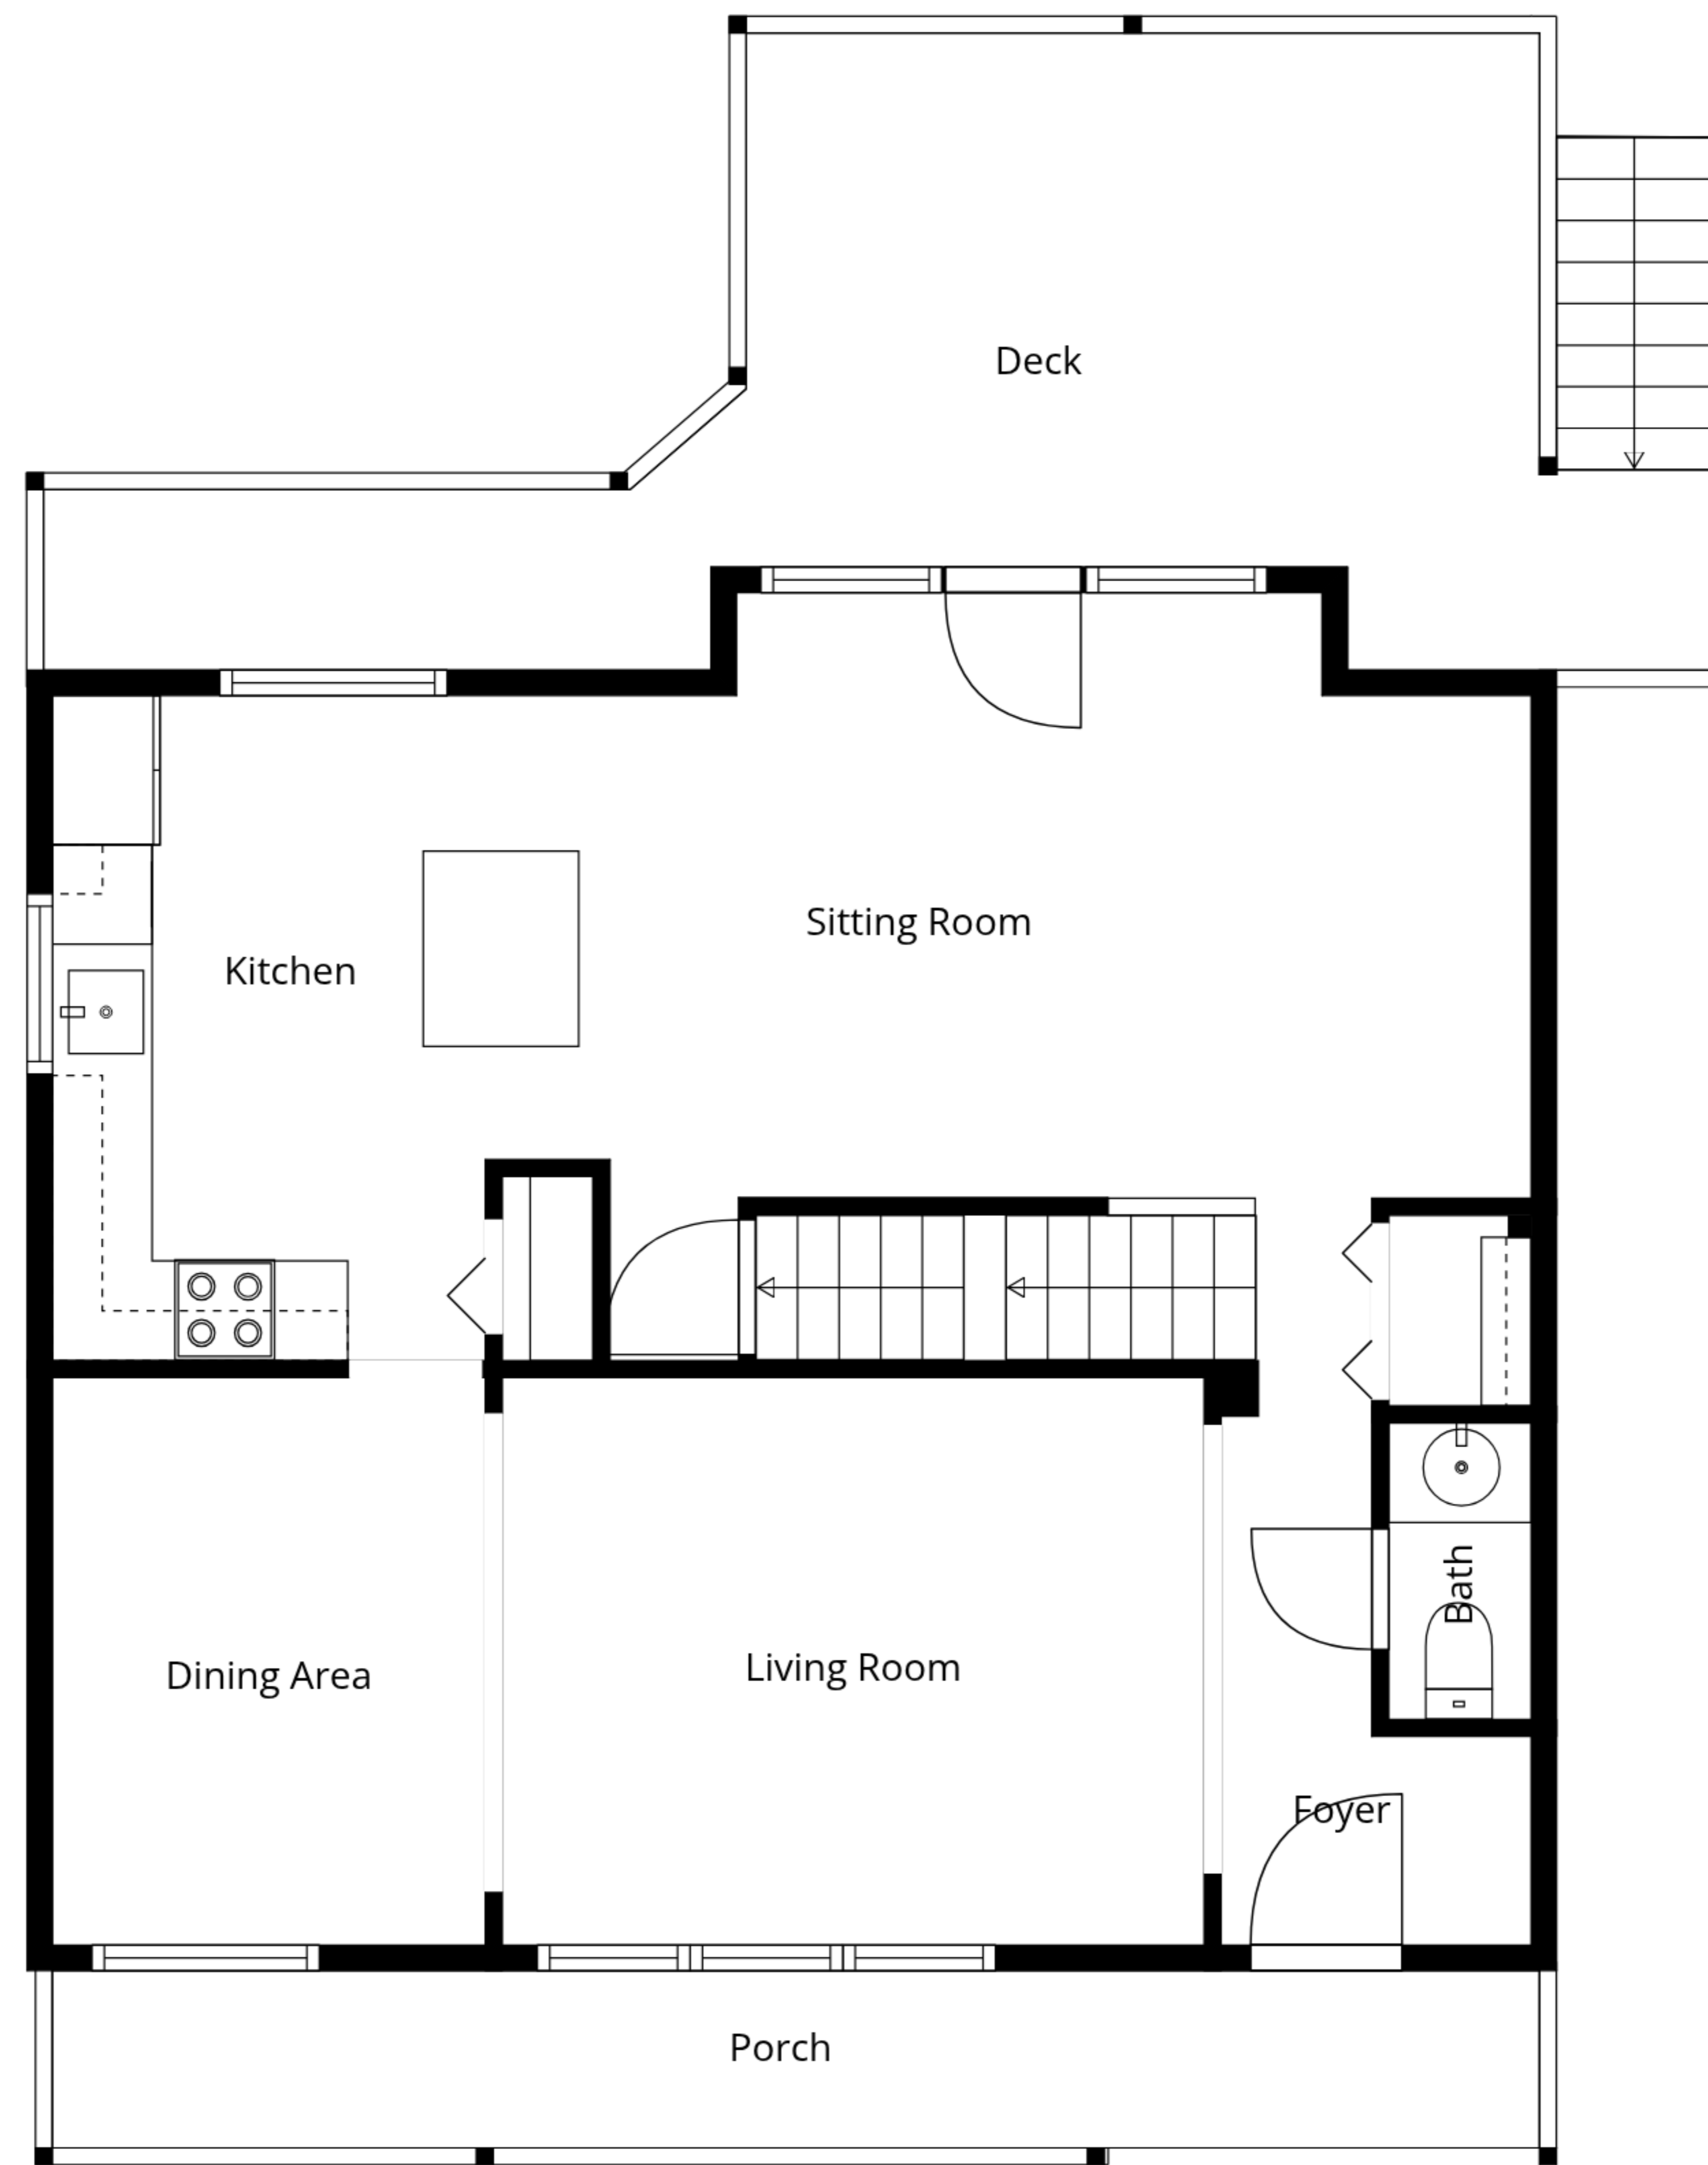 Deck
Sitting Room
Kitchen
Bath
Living Room
Dining Area
Foyer
Porch